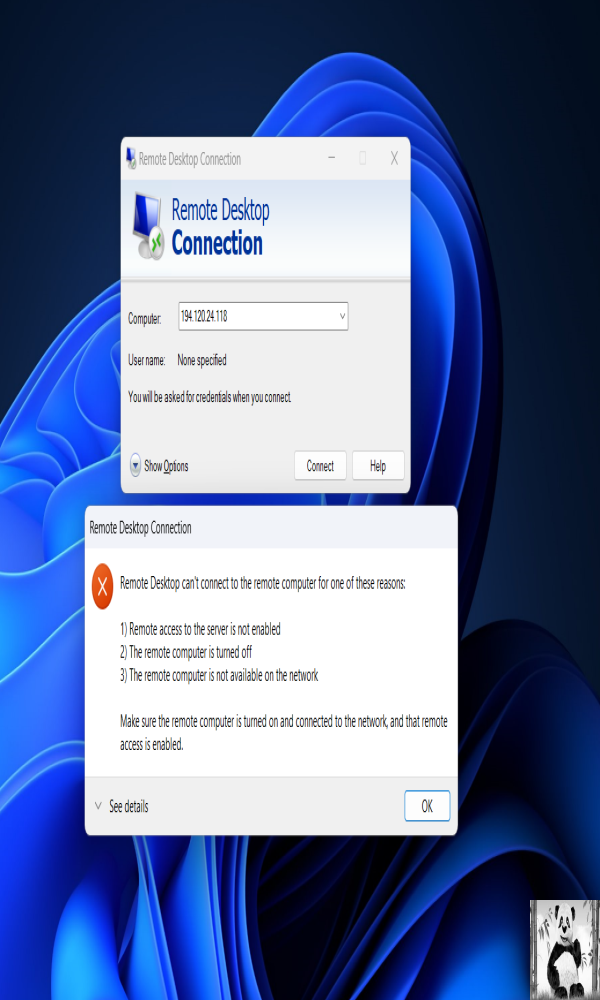 Remote Desktop Connection
Remote Desktop
Connection
Computer: 194.120.24.118
User name: None specified
You will be asked for credentials when you connect.
Show Options Connect Help
Remote Desktop Connection
Remote Desktop can't connect to the remote computer for one of these reasons:
1) Remote access to the server is not enabled
2) The remote computer is turned off
3) The remote computer is not available on the network
Make sure the remote computer is turned on and connected to the network, and that remote
access is enabled.
See details OK